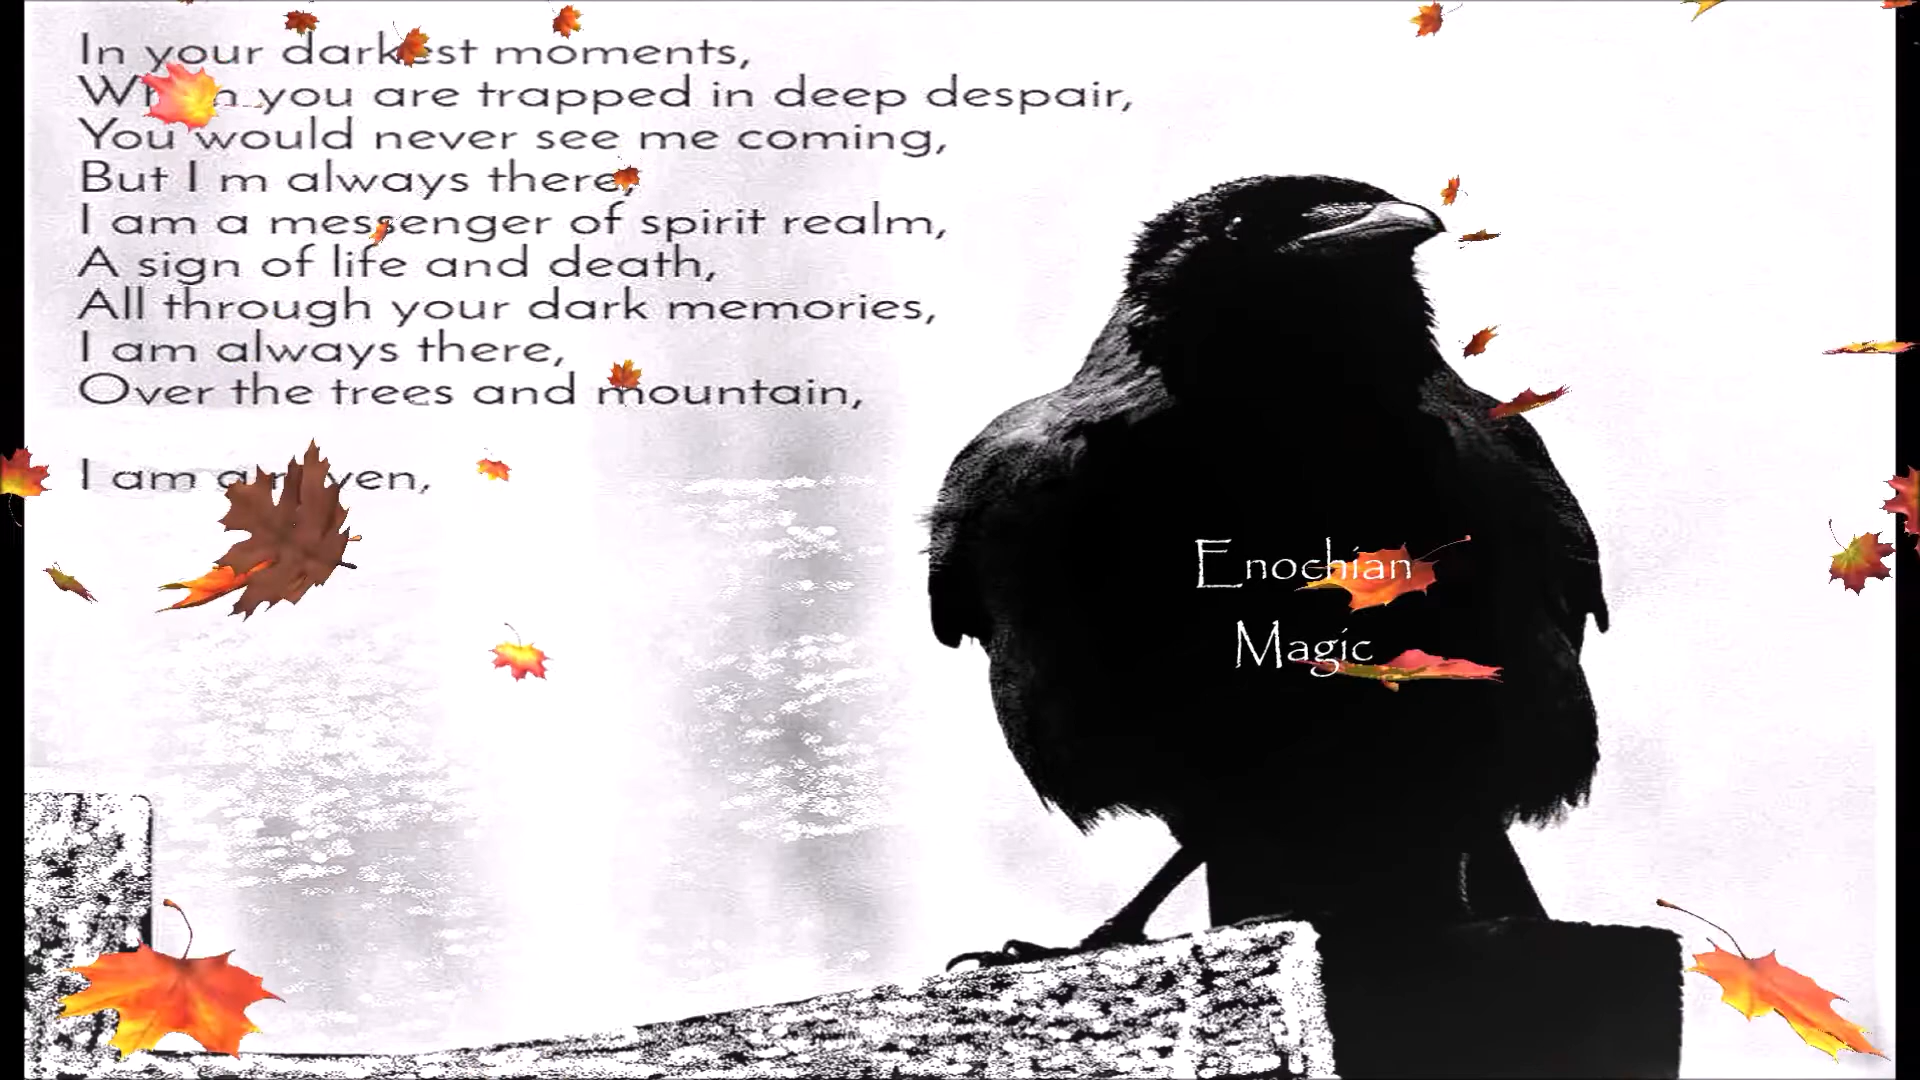 In your darkest moments,
When you are trapped in deep despair,
You would never see me coming,
But I m always there,
I am a messenger of spirit realm,
A sign of life and death,
All through your dark memories,
I am always there,
Over the trees and mountain,
I am a raven,
Enochian
Magic